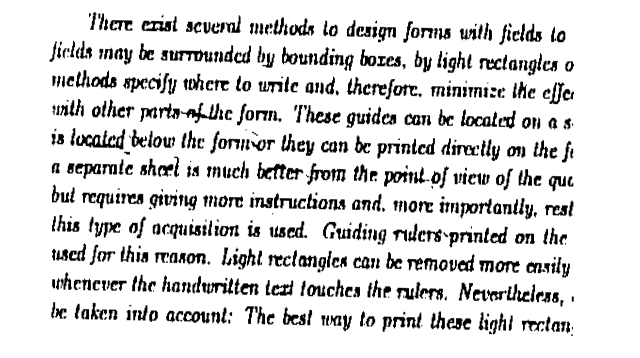 There exist several methods to design forms with fields to
fields may be surrounded by bounding boxes, by light rectangles o
methods specify where to write and, therefore, minimize the effe
with other parts of the form. These guides can be located on a s
is located below the form or they can be printed directly on the f
a separate sheet is much better from the point of view of the qua
but requires giving more instructions and, more importantly, rest
this type of acquisition is used. Guiding rulers printed on the
used for this reason. Light rectangles can be removed more easily
whenever the handwritten text touches the rulers. Nevertheless,
be taken into account: The best way to print these light rectan